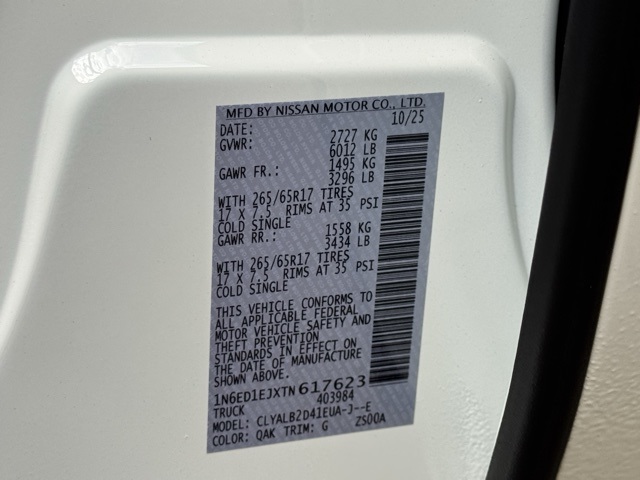 MFD BY NISSAN MOTOR CO., LTD.
DATE: 10/25
GVWR: 2727 KG
6012 LB
GAWR FR.: 1495 KG
3296 LB
WITH 265/65R17 TIRES
17 X 7.5 RIMS AT 35 PSI
COLD SINGLE
GAWR RR.: 1558 KG
3434 LB
WITH 265/65R17 TIRES
17 X 7.5 RIMS AT 35 PSI
COLD SINGLE
THIS VEHICLE CONFORMS TO
ALL APPLICABLE FEDERAL
MOTOR VEHICLE SAFETY AND
THEFT PREVENTION
STANDARDS IN EFFECT ON
THE DATE OF MANUFACTURE
SHOWN ABOVE.
1N6ED1EJXTN617623
TRUCK 403984
MODEL: CLYALB2D41EUA-J--E
COLOR: QAK TRIM: G ZS00A